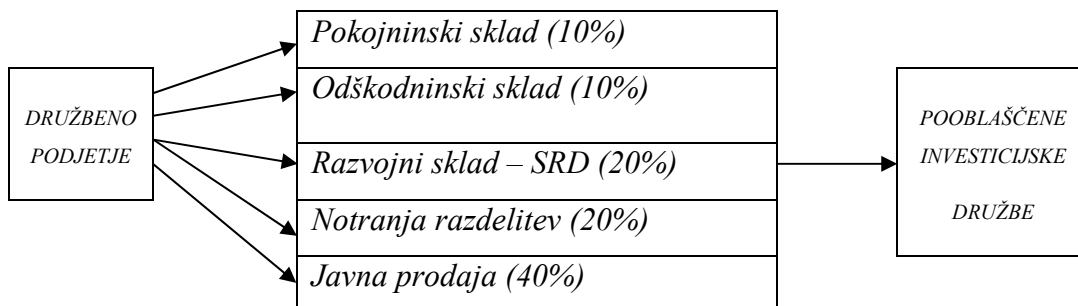 DRUŽBENO
PODJETJE
Pokojninski sklad (10%)
Odškodninski sklad (10%)
Razvojni sklad – SRD (20%)
Notranja razdelitev (20%)
Javna prodaja (40%)
POOBLAŠČENE
INVESTICIJSKE
DRUŽBE